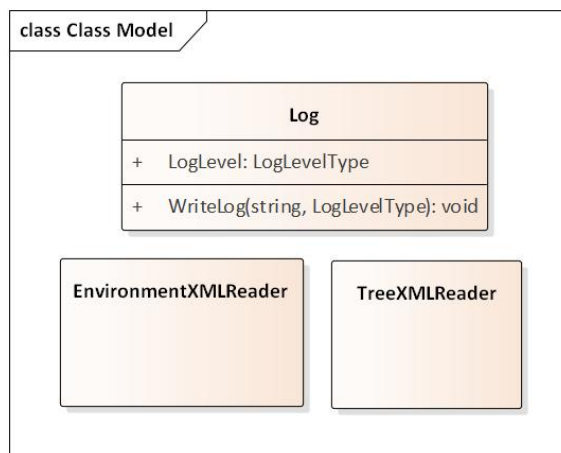 class Class Model
Log
+ LogLevel: LogLevelType
+ WriteLog(string, LogLevelType): void
EnvironmentXMLReader
TreeXMLReader